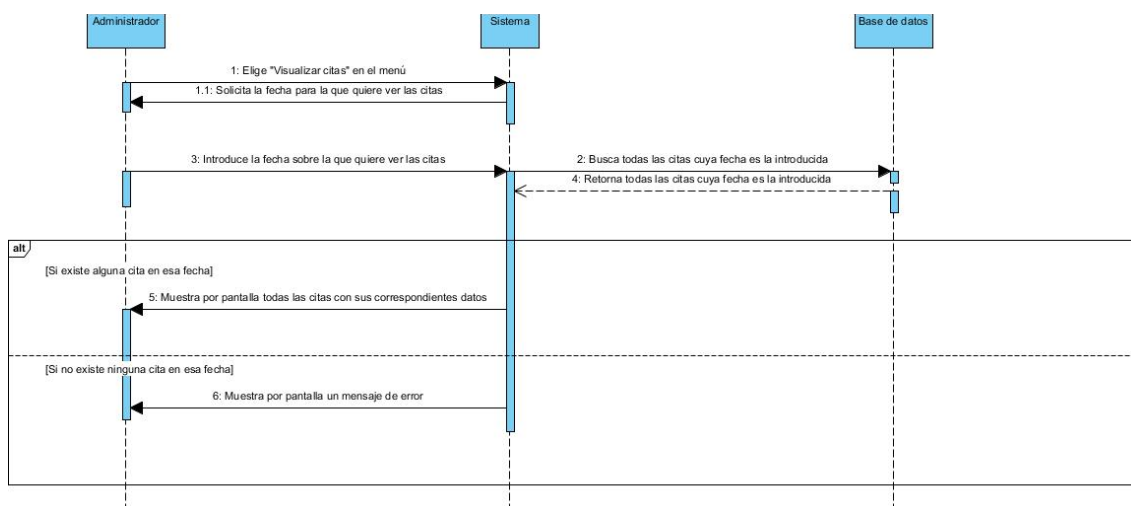 Administrador
Sistema
Base de datos
1: Elige "Visualizar citas" en el menú
1.1: Solicita la fecha para la que quiere ver las citas
3: Introduce la fecha sobre la que quiere ver las citas
2: Busca todas las citas cuya fecha es la introducida
4: Retorna todas las citas cuya fecha es la introducida
alt
[Si existe alguna cita en esa fecha]
5: Muestra por pantalla todas las citas con sus correspondientes datos
[Si no existe ninguna cita en esa fecha]
6: Muestra por pantalla un mensaje de error